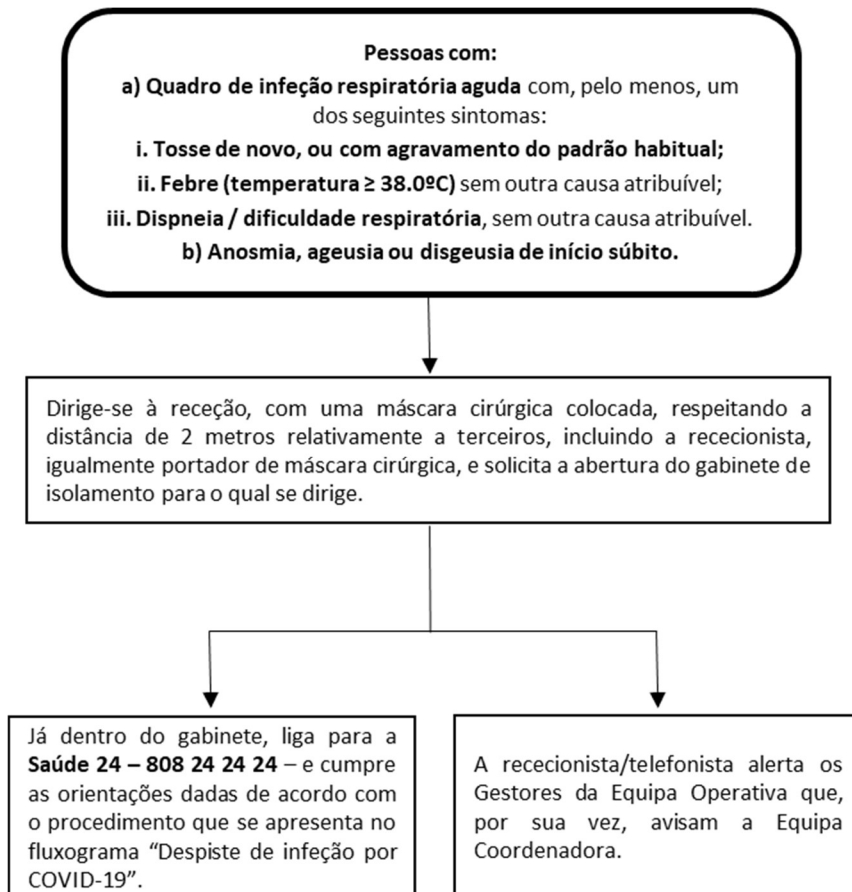 Pessoas com:
a) Quadro de infeção respiratória aguda com, pelo menos, um
dos seguintes sintomas:
i. Tosse de novo, ou com agravamento do padrão habitual;
ii. Febre (temperatura ≥ 38.0ºC) sem outra causa atribuível;
iii. Dispneia / dificuldade respiratória, sem outra causa atribuível.
b) Anosmia, ageusia ou disgeusia de início súbito.
Dirige-se à receção, com uma máscara cirúrgica colocada, respeitando a
distância de 2 metros relativamente a terceiros, incluindo a rececionista,
igualmente portador de máscara cirúrgica, e solicita a abertura do gabinete de
isolamento para o qual se dirige.
Já dentro do gabinete, liga para a
Saúde 24 – 808 24 24 24 – e cumpre
as orientações dadas de acordo com
o procedimento que se apresenta no
fluxograma “Despiste de infeção por
COVID-19”.
A rececionista/telefonista alerta os
Gestores da Equipa Operativa que,
por sua vez, avisam a Equipa
Coordenadora.